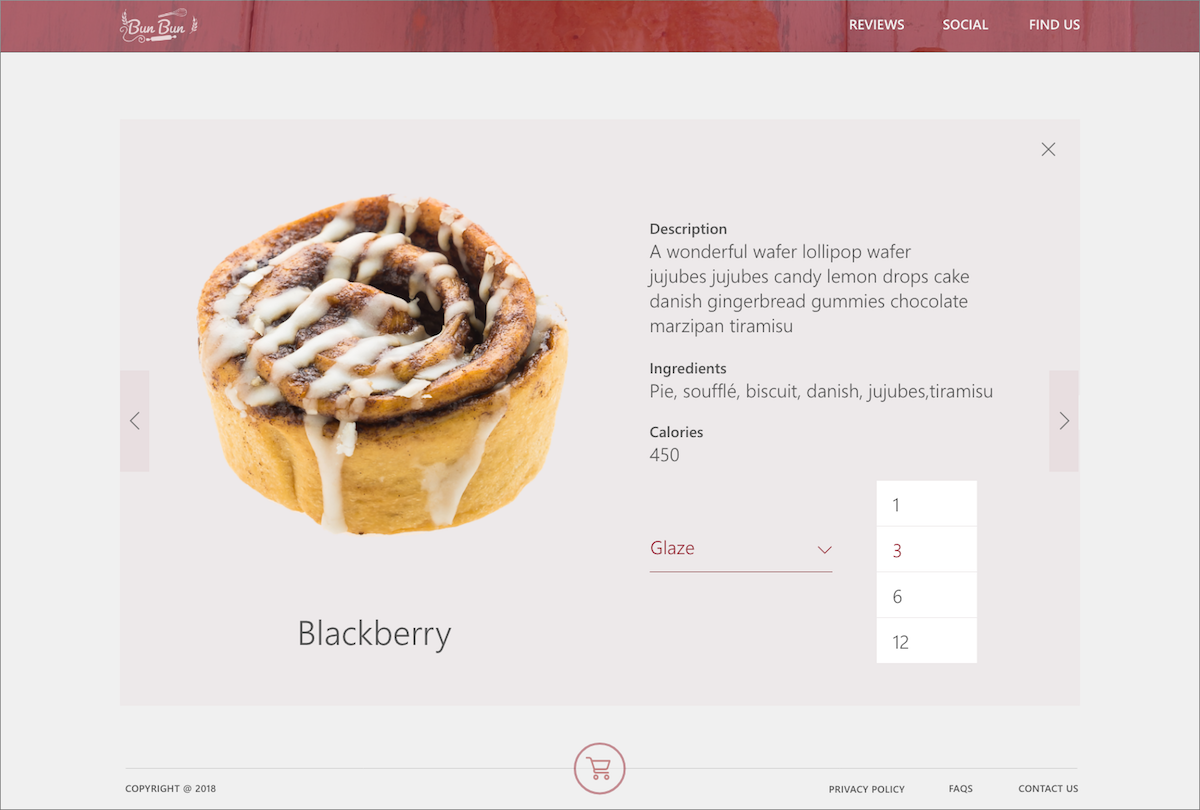 Bun Bun
REVIEWS
SOCIAL
FIND US
Description
A wonderful wafer lollipop wafer
jujubes jujubes candy lemon drops cake
danish gingerbread gummies chocolate
marzipan tiramisu
Ingredients
Pie, soufflé, biscuit, danish, jujubes,tiramisu
Calories
450
Glaze
1
3
6
12
Blackberry
COPYRIGHT @ 2018
PRIVACY POLICY
FAQS
CONTACT US